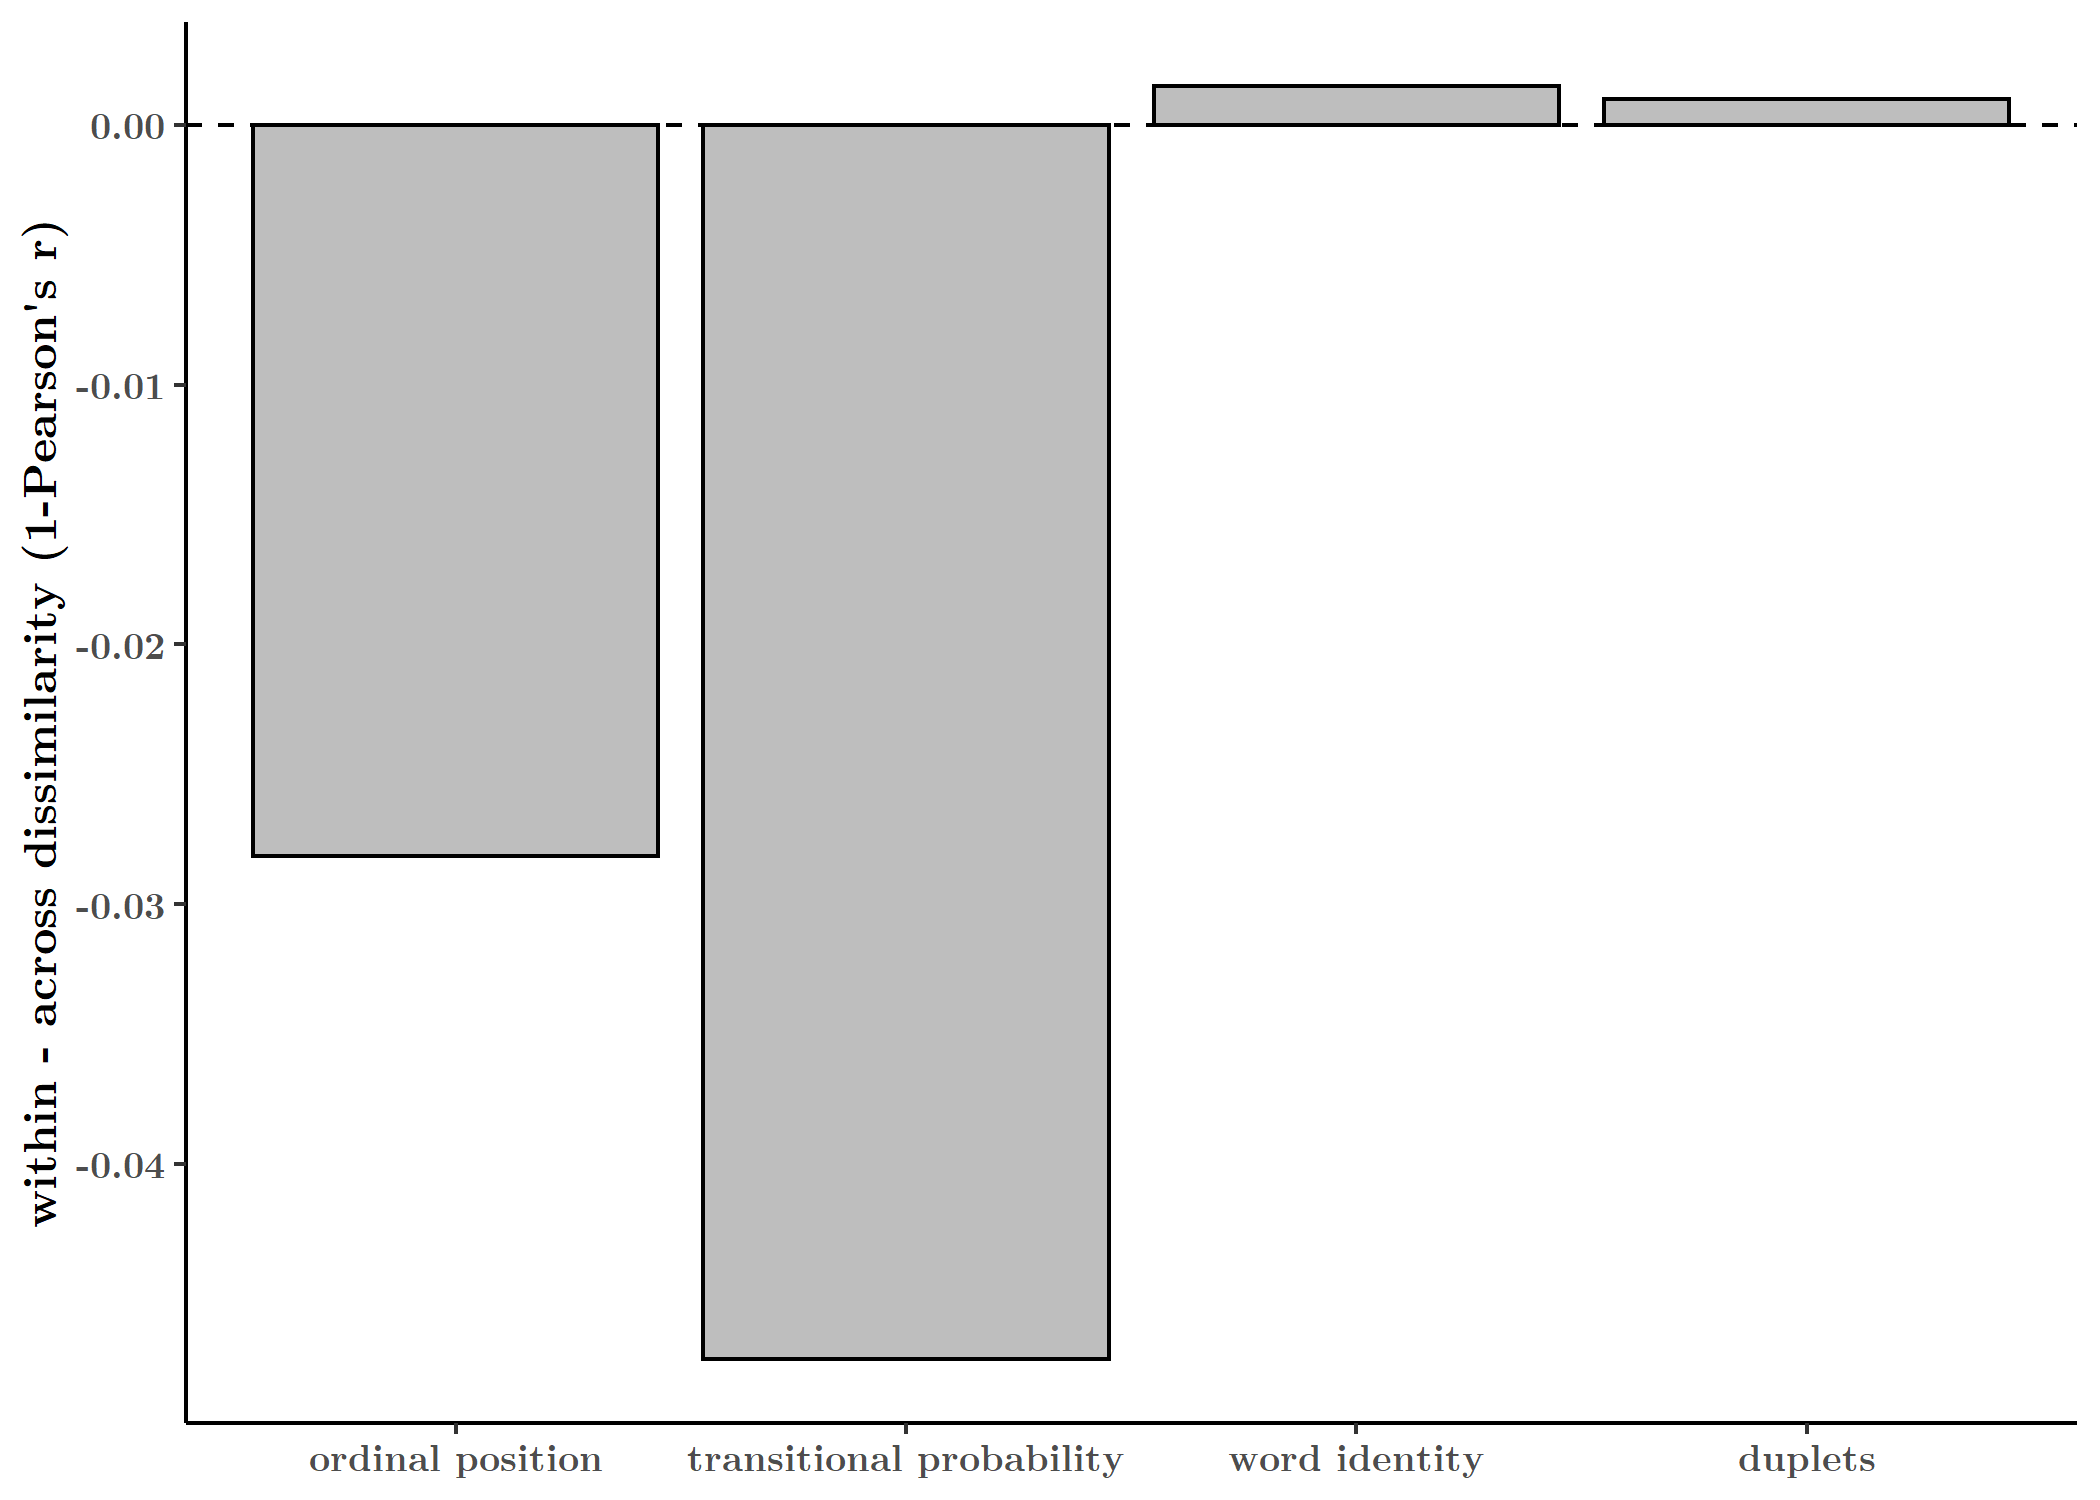 within - across dissimilarity (1-Pearson's r)
0.00
-0.01
-0.02
-0.03
-0.04
ordinal position
transitional probability
word identity
duplets